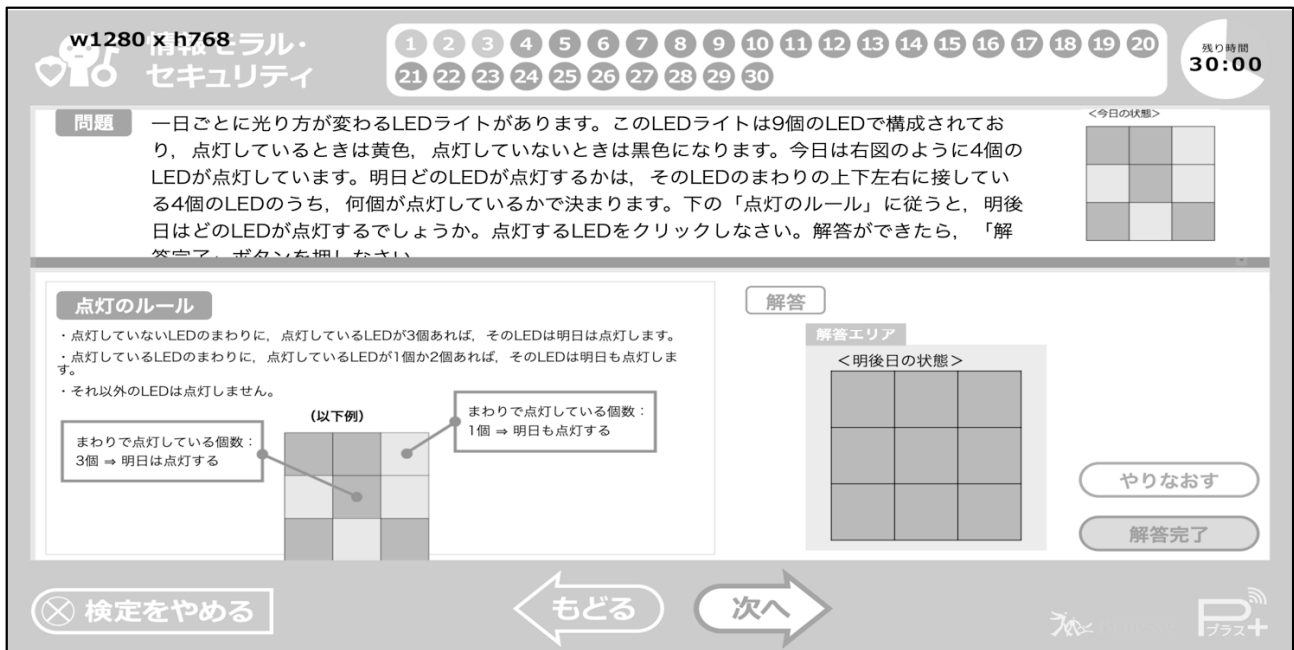 w1280 x h768
情報モラル・
セキュリティ
1 2 3 4 5 6 7 8 9 10 11 12 13 14 15 16 17 18 19 20
21 22 23 24 25 26 27 28 29 30
残り時間
30:00
問題
一日ごとに光り方が変わるLEDライトがあります。このLEDライトは9個のLEDで構成されてお
り，点灯しているときは黄色，点灯していないときは黒色になります。今日は右図のように4個の
LEDが点灯しています。明日どのLEDが点灯するかは，そのLEDのまわりの上下左右に接してい
る4個のLEDのうち，何個が点灯しているかで決まります。下の「点灯のルール」に従うと，明後
日はどのLEDが点灯するでしょうか。点灯するLEDをクリックしなさい。解答ができたら，「解
答完了」ボタンを押しなさい
<今日の状態>
点灯のルール
・点灯していないLEDのまわりに，点灯しているLEDが3個あれば，そのLEDは明日は点灯します。
・点灯しているLEDのまわりに，点灯しているLEDが1個か2個あれば，そのLEDは明日も点灯しま
す。
・それ以外のLEDは点灯しません。
(以下例)
まわりで点灯している個数：
3個 ⇒ 明日は点灯する
まわりで点灯している個数：
1個 ⇒ 明日も点灯する
解答
解答エリア
＜明後日の状態＞
やりなおす
解答完了
検定をやめる
もどる
次へ
P+
プラス